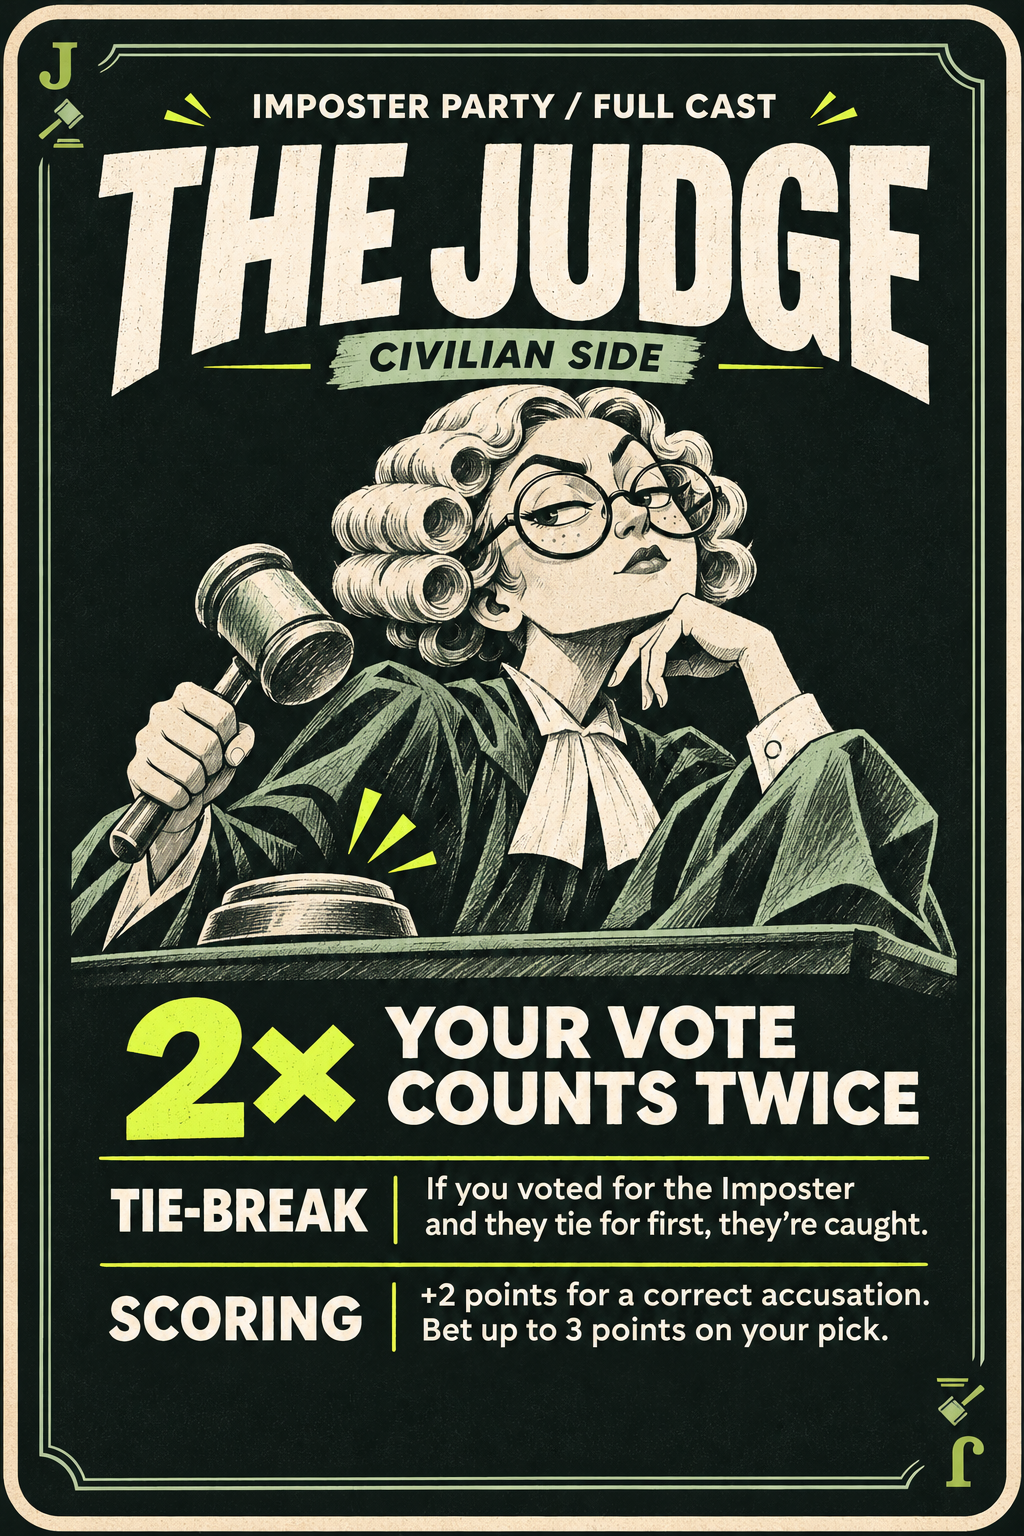 J
IMPOSTER PARTY / FULL CAST
THE JUDGE
CIVILIAN SIDE
2× YOUR VOTE
COUNTS TWICE
TIE-BREAK
If you voted for the Imposter
and they tie for first, they’re caught.
SCORING
+2 points for a correct accusation.
Bet up to 3 points on your pick.
J